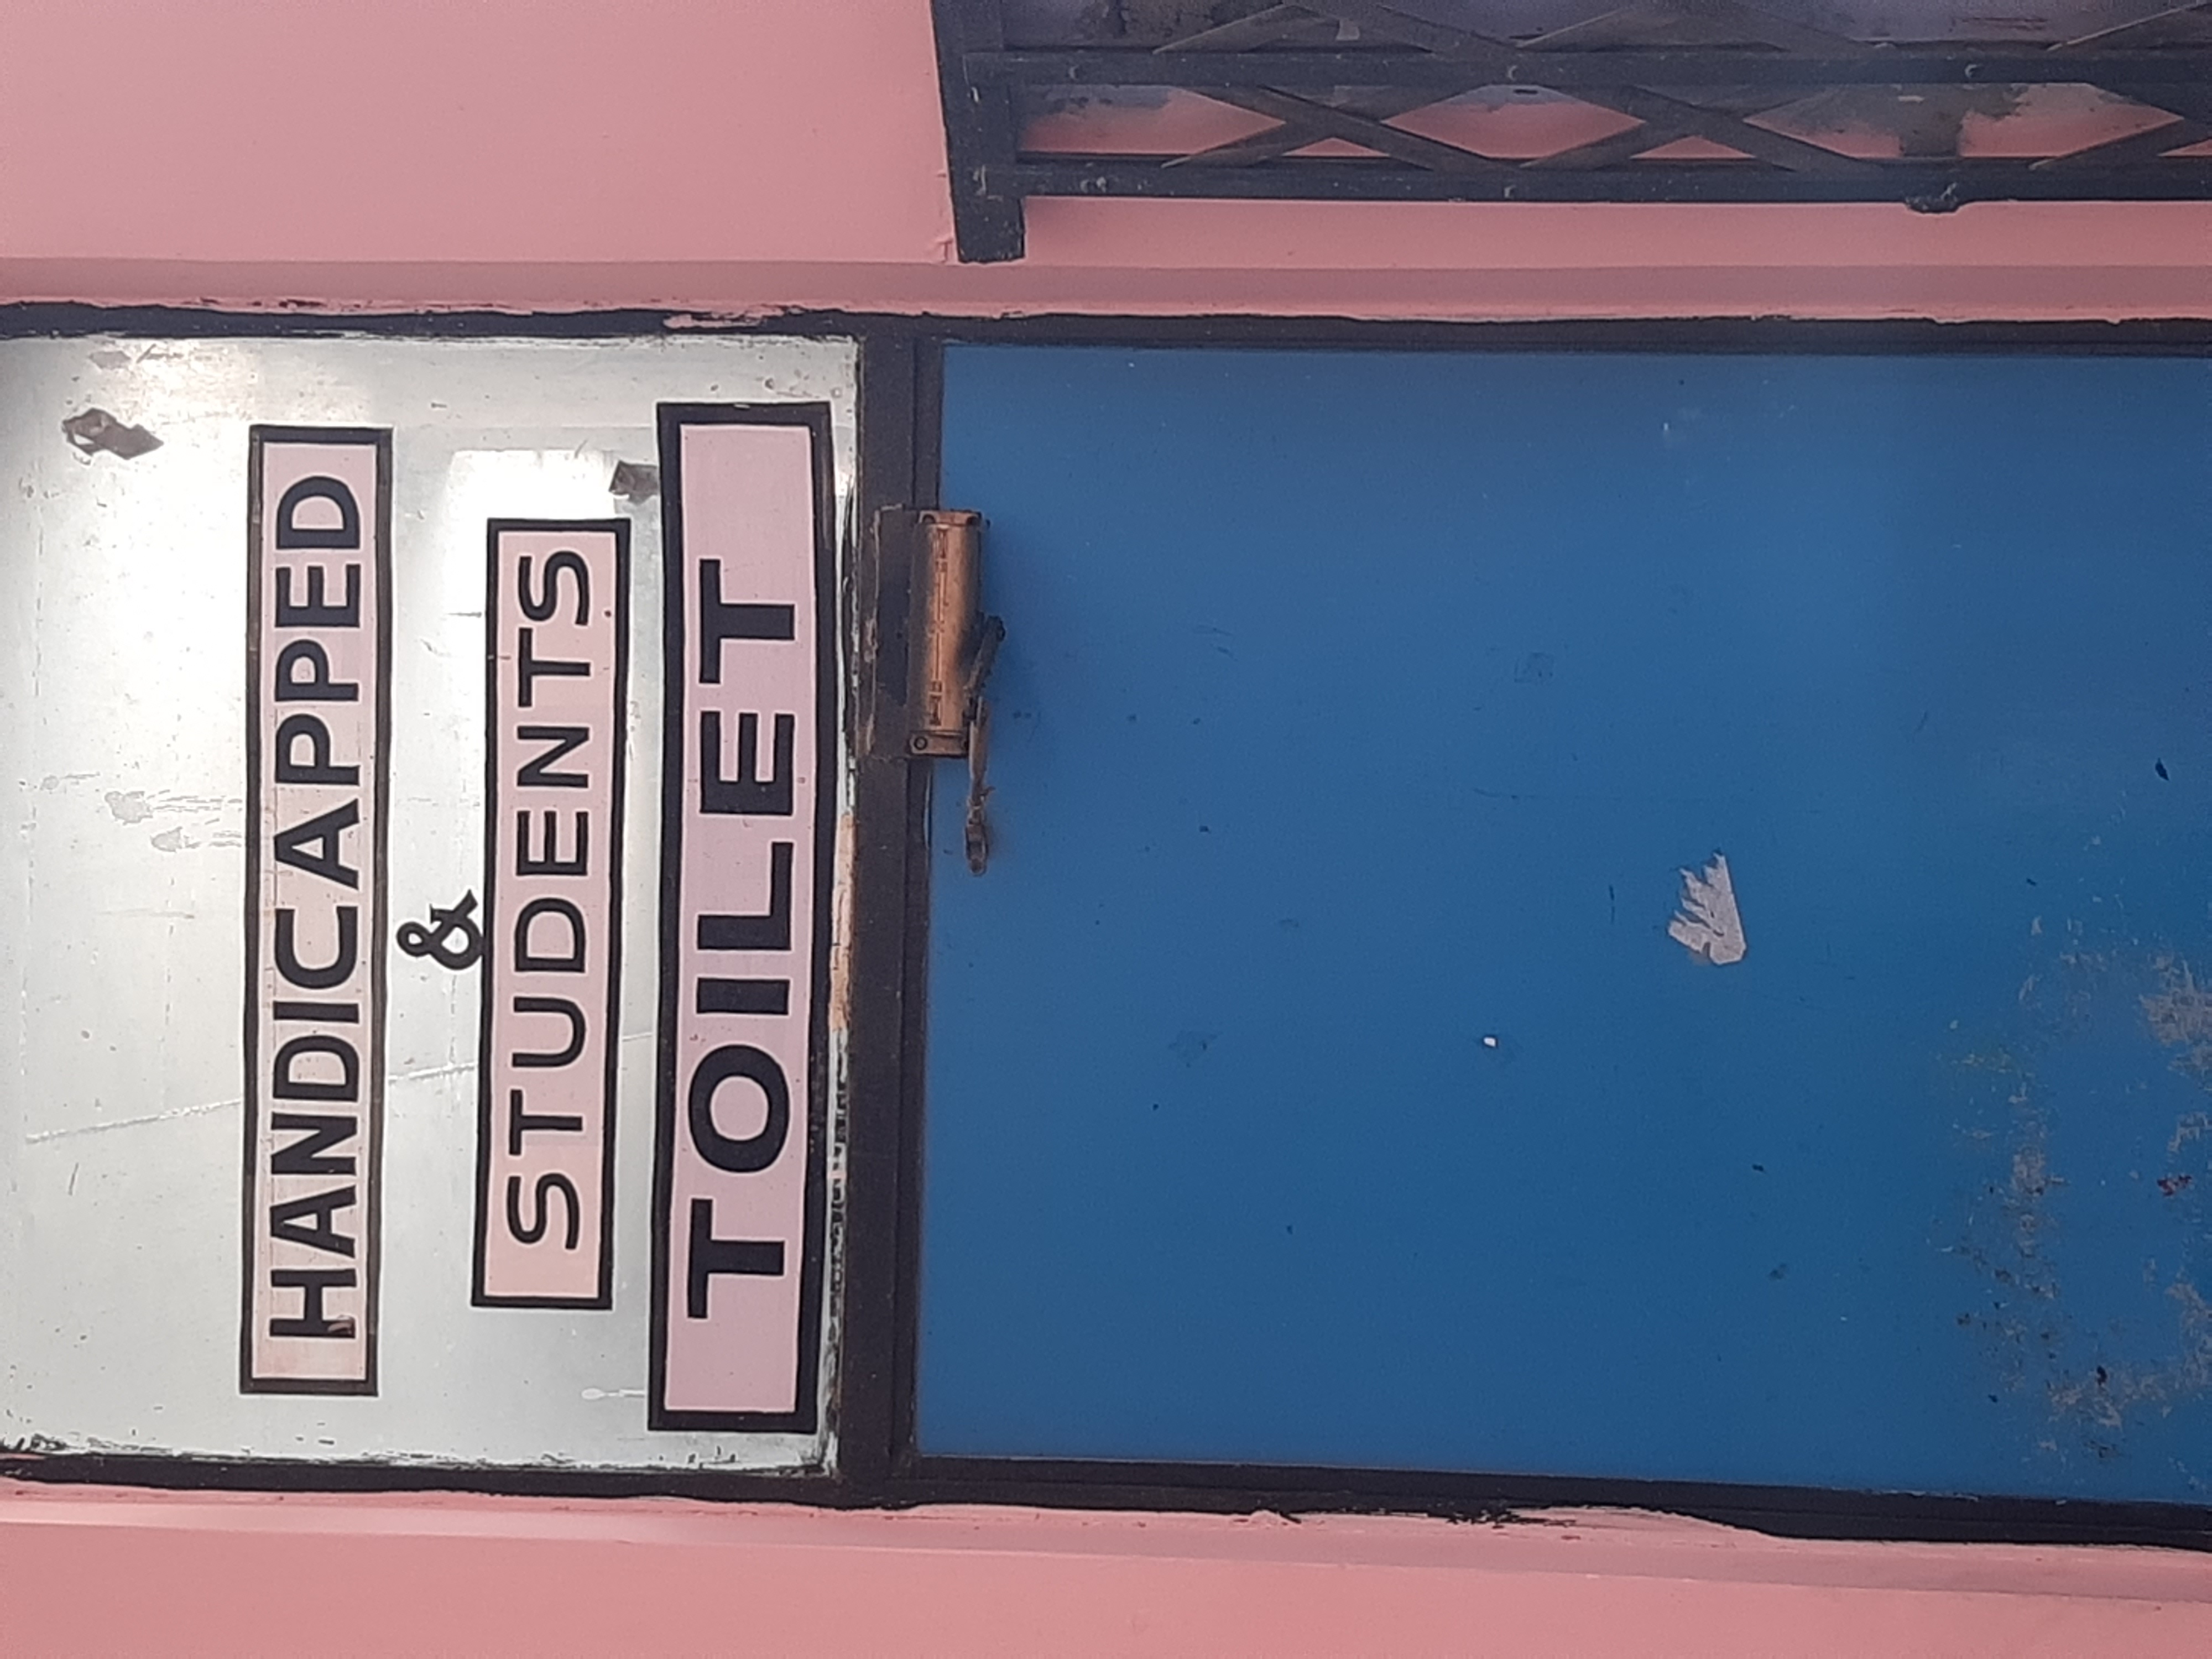 HANDICAPPED
&
STUDENTS
TOILET